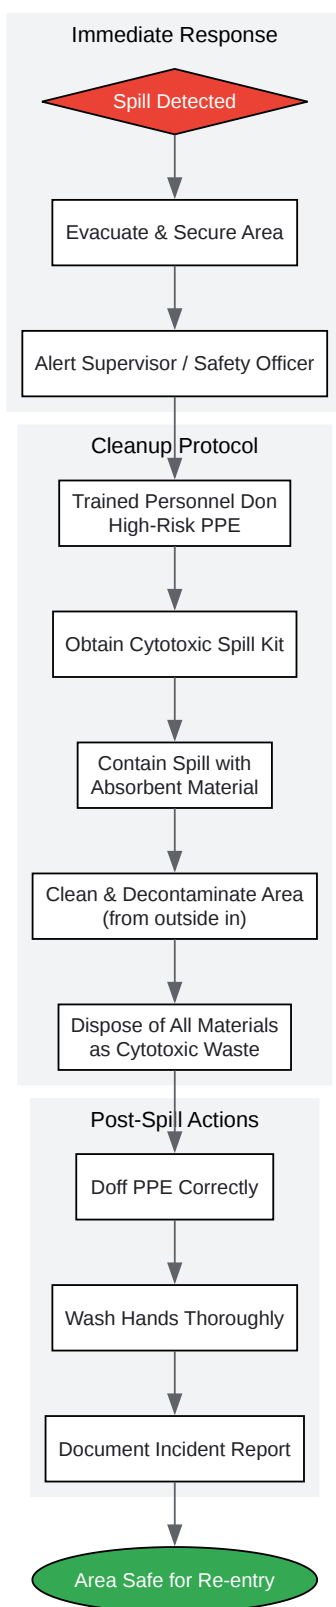 Immediate Response
Spill Detected
Evacuate & Secure Area
Alert Supervisor / Safety Officer
Cleanup Protocol
Trained Personnel Don
High-Risk PPE
Obtain Cytotoxic Spill Kit
Contain Spill with
Absorbent Material
Clean & Decontaminate Area
(from outside in)
Dispose of All Materials
as Cytotoxic Waste
Post-Spill Actions
Doff PPE Correctly
Wash Hands Thoroughly
Document Incident Report
Area Safe for Re-entry